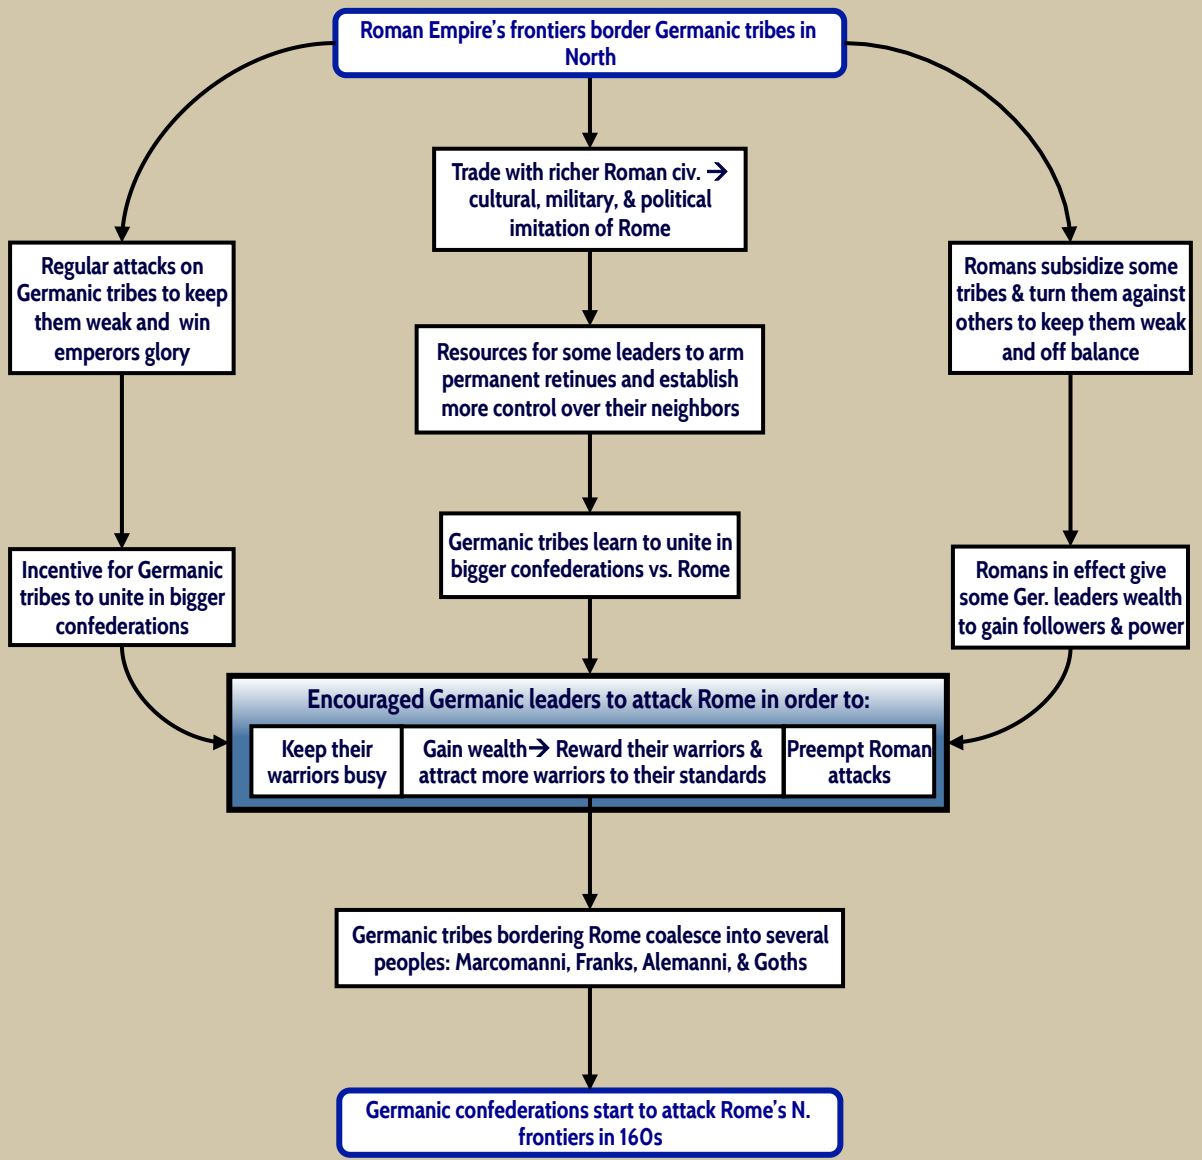 Roman Empire's frontiers border Germanic tribes in
North
Trade with richer Roman civ. →
cultural, military, & political
imitation of Rome
Regular attacks on
Germanic tribes to keep
them weak and  win
emperors glory
Romans subsidize some
tribes & turn them against
others to keep them weak
and off balance
Resources for some leaders to arm
permanent retinues and establish
more control over their neighbors
Germanic tribes learn to unite in
bigger confederations vs. Rome
Incentive for Germanic
tribes to unite in bigger
confederations
Romans in effect give
some Ger. leaders wealth
to gain followers & power
Encouraged Germanic leaders to attack Rome in order to:
Keep their
warriors busy
Gain wealth→ Reward their warriors &
attract more warriors to their standards
Preempt Roman
attacks
Germanic tribes bordering Rome coalesce into several
peoples: Marcomanni, Franks, Alemanni, & Goths
Germanic confederations start to attack Rome's N.
frontiers in 160s